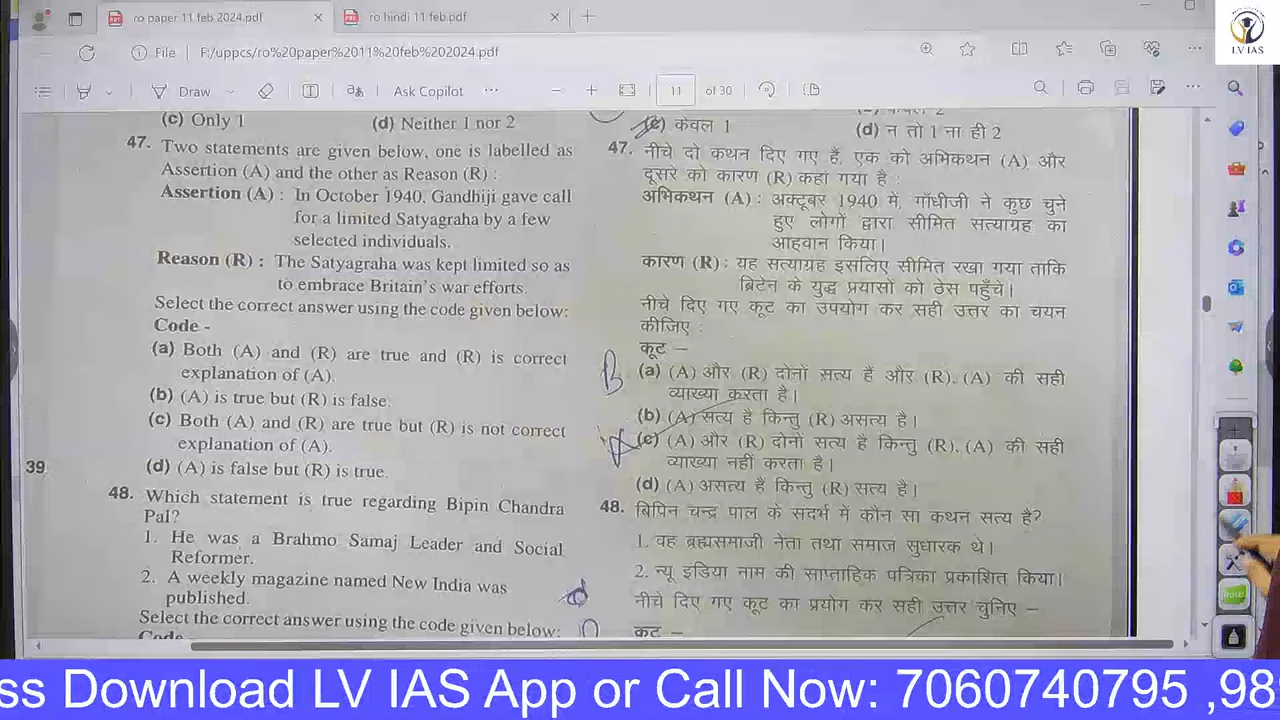 ro paper 11 feb 2024.pdf
ro hindi 11 feb.pdf
File
F:/uppcs/ro%20paper%2011%20feb%202024.pdf
LV IAS
Draw
Ask Copilot
11
of 30
(c) Only 1
(d) Neither 1 nor 2
47. Two statements are given below, one is labelled as
Assertion (A) and the other as Reason (R) :
Assertion (A) : In October 1940, Gandhiji gave call
for a limited Satyagraha by a few
selected individuals.
Reason (R) : The Satyagraha was kept limited so as
to embrace Britain's war efforts.
Select the correct answer using the code given below:
Code -
(a) Both (A) and (R) are true and (R) is correct
explanation of (A).
(b) (A) is true but (R) is false.
(c) Both (A) and (R) are true but (R) is not correct
explanation of (A).
(d) (A) is false but (R) is true.
39
48. Which statement is true regarding Bipin Chandra
Pal?
1. He was a Brahmo Samaj Leader and Social
Reformer.
2. A weekly magazine named New India was
published.
Select the correct answer using the code given below:
Code -
(c) केवल 1
(d) न तो 1 ना ही 2
47. नीचे दो कथन दिए गए हैं, एक को अभिकथन (A) और
दूसरे को कारण (R) कहा गया है :
अभिकथन (A) : अक्टूबर 1940 में, गाँधीजी ने कुछ चुने
हुए लोगों द्वारा सीमित सत्याग्रह का
आहवान किया।
कारण (R) : यह सत्याग्रह इसलिए सीमित रखा गया ताकि
ब्रिटेन के युद्ध प्रयासों को ठेस पहुँचे।
नीचे दिए गए कूट का उपयोग कर सही उत्तर का चयन
कीजिए :
कूट –
B
(a) (A) और (R) दोनों सत्य हैं और (R), (A) की सही
व्याख्या करता है।
(b) (A) सत्य है किन्तु (R) असत्य है।
(c) (A) और (R) दोनों सत्य है किन्तु (R), (A) की सही
व्याख्या नहीं करता है।
(d) (A) असत्य है किन्तु (R) सत्य है।
48. बिपिन चन्द्र पाल के संदर्भ में कौन सा कथन सत्य है?
1. वह ब्रह्मसमाजी नेता तथा समाज सुधारक थे।
2. न्यू इंडिया नाम की साप्ताहिक पत्रिका प्रकाशित किया।
नीचे दिए गए कूट का प्रयोग कर सही उत्तर चुनिए –
कूट –
ss Download LV IAS App or Call Now: 7060740795 ,989